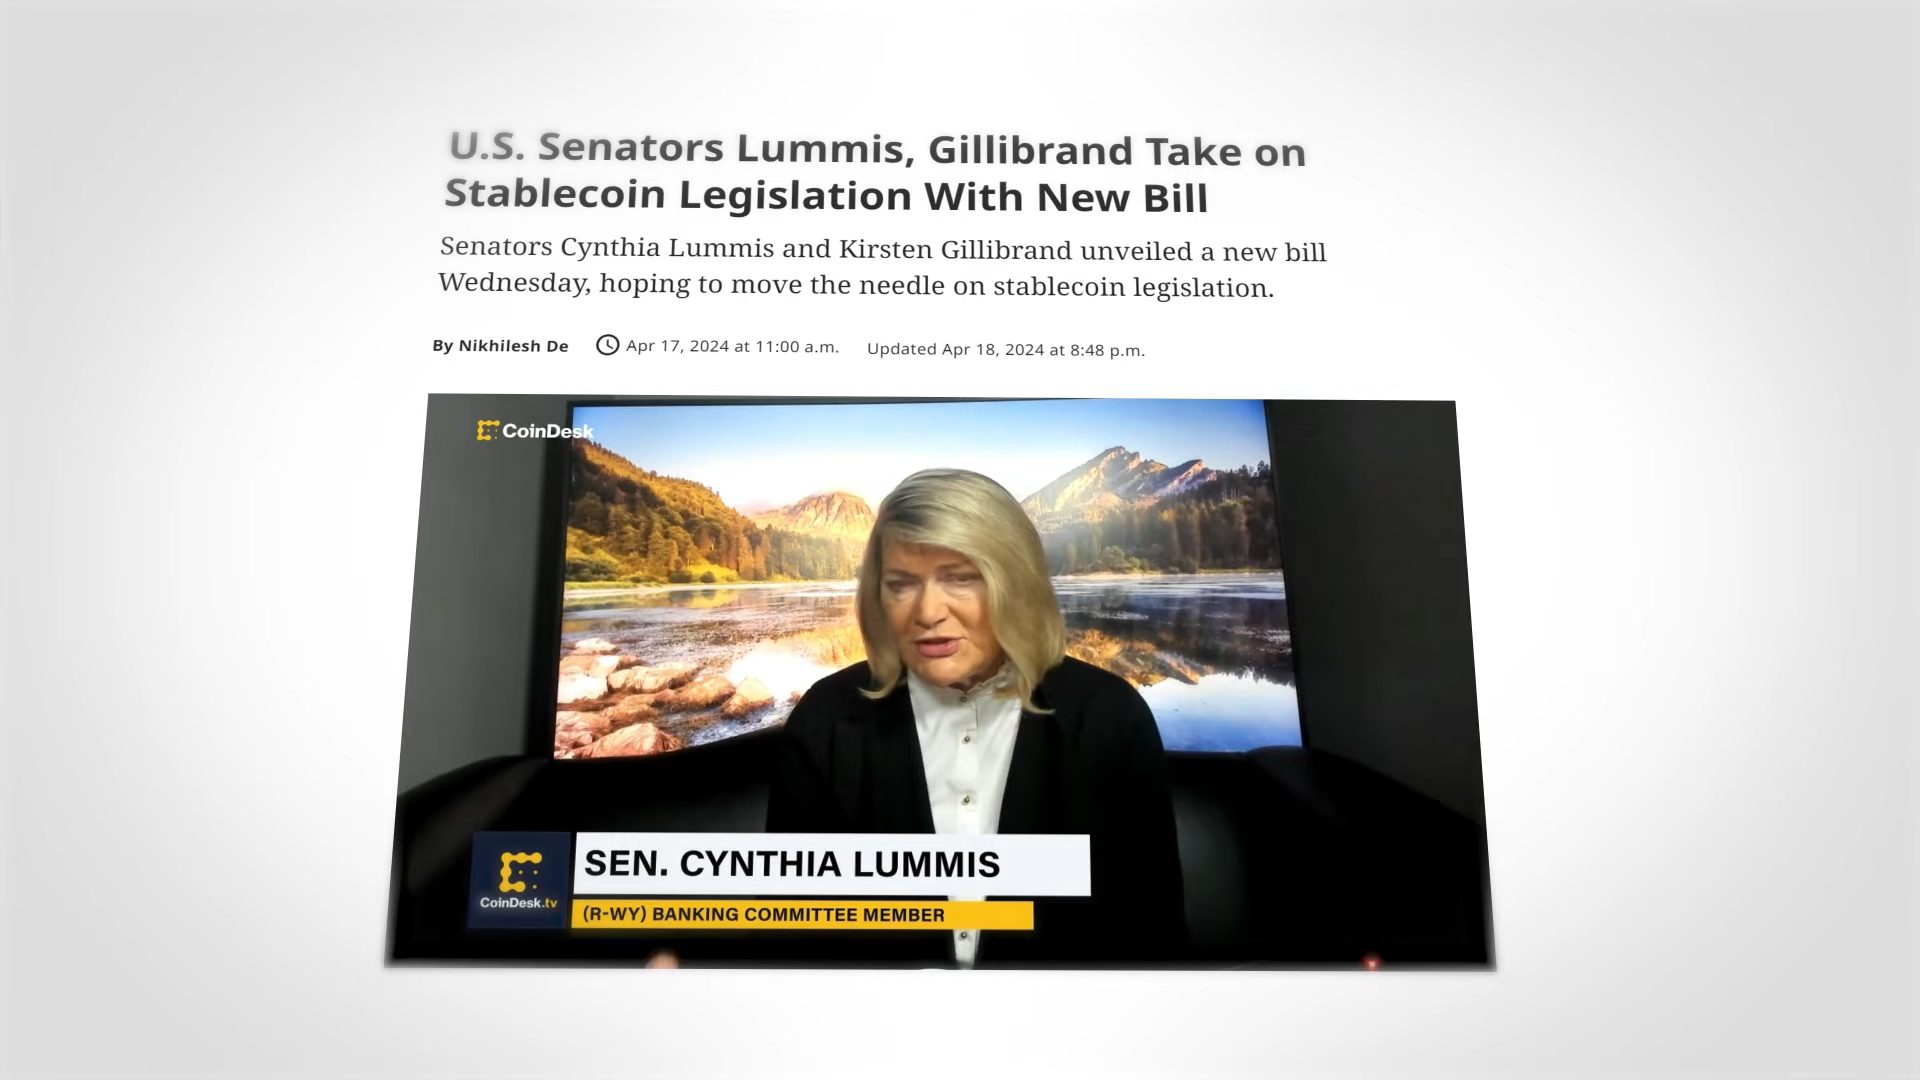 U.S. Senators Lummis, Gillibrand Take on
Stablecoin Legislation With New Bill
Senators Cynthia Lummis and Kirsten Gillibrand unveiled a new bill
Wednesday, hoping to move the needle on stablecoin legislation.
By Nikhilesh De Apr 17, 2024 at 11:00 a.m. Updated Apr 18, 2024 at 8:48 p.m.
CoinDesk
SEN. CYNTHIA LUMMIS
CoinDesk.tv
(R-WY) BANKING COMMITTEE MEMBER